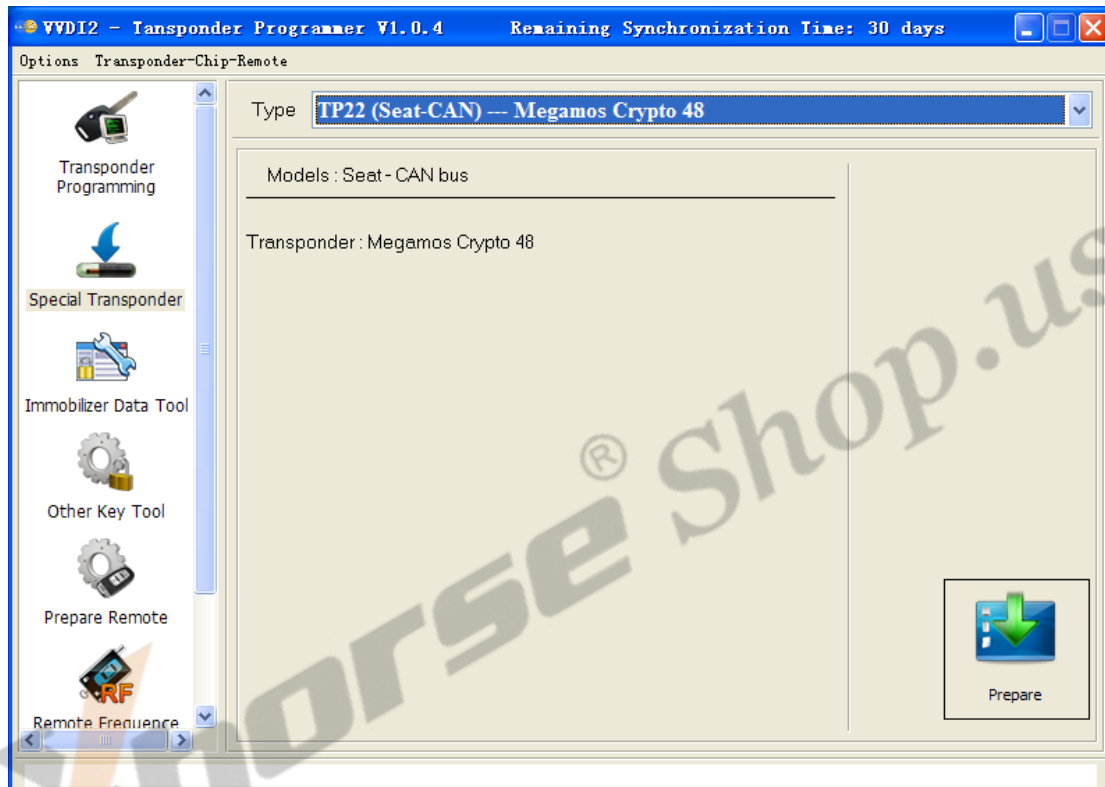 VVDI2 - Tansponder Programmer V1.0.4 Remaining Synchronization Time: 30 days
Options Transponder-Chip-Remote
Type TP22 (Seat-CAN) --- Megamos Crypto 48
Transponder
Programming
Models : Seat - CAN bus
Transponder : Megamos Crypto 48
Special Transponder
Immobilizer Data Tool
Other Key Tool
Prepare Remote
RF
Remote Frequence
Prepare
® Shop.us